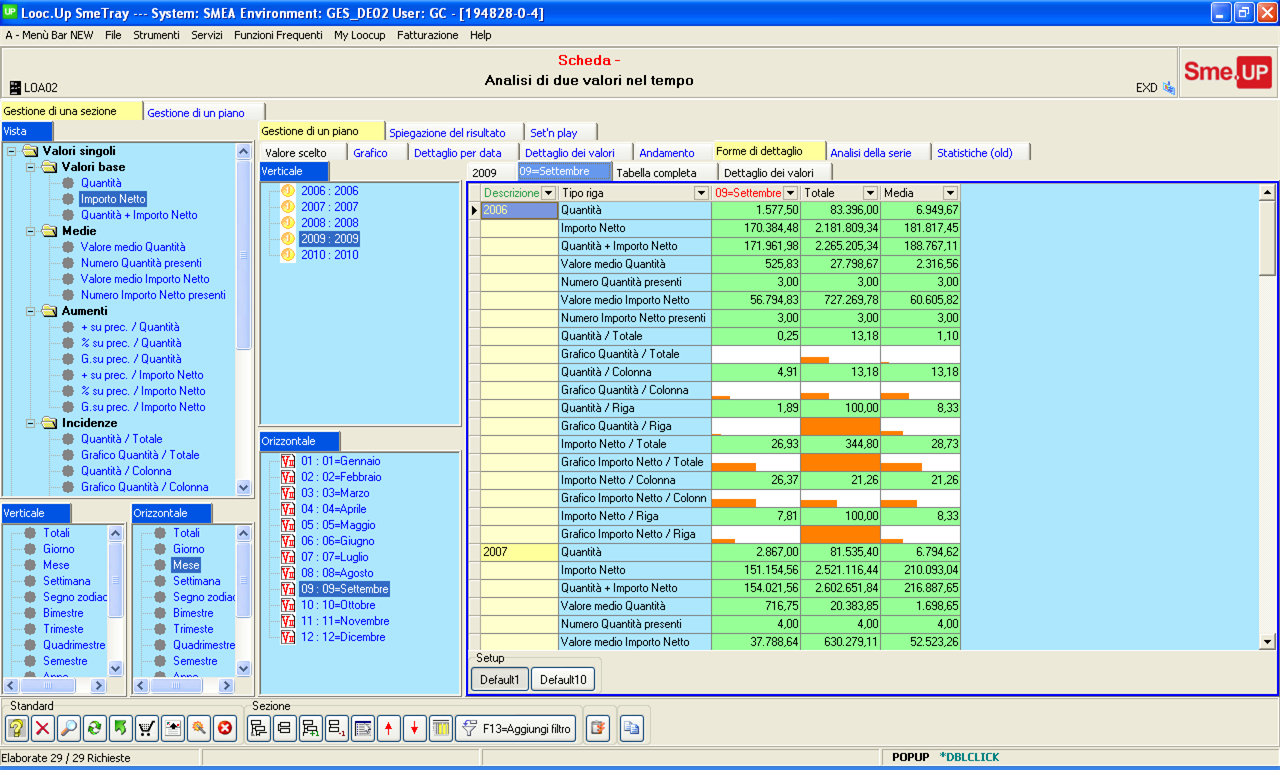 UP Looc.Up SmeTray --- System: SMEA Environment: GES_DE02 User: GC - [194828-0-4]
A - Menù Bar NEW File Strumenti Servizi Funzioni Frequenti My Loocup Fatturazione Help
Scheda -
Analisi di due valori nel tempo
LOA02
EXD
Sme.UP
Gestione di una sezione Gestione di un piano
Vista
Valori singoli
Valori base
Quantità
Importo Netto
Quantità + Importo Netto
Medie
Valore medio Quantità
Numero Quantità presenti
Valore medio Importo Netto
Numero Importo Netto presenti
Aumenti
+ su prec. / Quantità
% su prec. / Quantità
G.su prec. / Quantità
+ su prec. / Importo Netto
% su prec. / Importo Netto
G.su prec. / Importo Netto
Incidenze
Quantità / Totale
Grafico Quantità / Totale
Quantità / Colonna
Grafico Quantità / Colonna
Verticale
Totali
Giorno
Mese
Settimana
Segno zodiac
Bimestre
Trimestre
Quadrimestre
Semestre
Anno
Orizzontale
Totali
Giorno
Mese
Settimana
Segno zodiac
Bimestre
Trimestre
Quadrimestre
Semestre
Anno
Gestione di un piano Spiegazione del risultato Set'n play
Valore scelto Grafico Dettaglio per data Dettaglio dei valori Andamento Forme di dettaglio Analisi della serie Statistiche (old)
Verticale
2006 : 2006
2007 : 2007
2008 : 2008
2009 : 2009
2010 : 2010
Orizzontale
01 : 01=Gennaio
02 : 02=Febbraio
03 : 03=Marzo
04 : 04=Aprile
05 : 05=Maggio
06 : 06=Giugno
07 : 07=Luglio
08 : 08=Agosto
09 : 09=Settembre
10 : 10=Ottobre
11 : 11=Novembre
12 : 12=Dicembre
2009 09=Settembre Tabella completa Dettaglio dei valori
Descrizione Tipo riga 09=Settembre Totale Media
2006 Quantità 1.577,50 83.396,00 6.949,67
Importo Netto 170.384,48 2.181.809,34 181.817,45
Quantità + Importo Netto 171.961,98 2.265.205,34 188.767,11
Valore medio Quantità 525,83 27.798,67 2.316,56
Numero Quantità presenti 3,00 3,00 3,00
Valore medio Importo Netto 56.794,83 727.269,78 60.605,82
Numero Importo Netto presenti 3,00 3,00 3,00
Quantità / Totale 0,25 13,18 1,10
Grafico Quantità / Totale
Quantità / Colonna 4,91 13,18 13,18
Grafico Quantità / Colonna
Quantità / Riga 1,89 100,00 8,33
Grafico Quantità / Riga
Importo Netto / Totale 26,93 344,80 28,73
Grafico Importo Netto / Totale
Importo Netto / Colonna 26,37 21,26 21,26
Grafico Importo Netto / Colonn
Importo Netto / Riga 7,81 100,00 8,33
Grafico Importo Netto / Riga
2007 Quantità 2.867,00 81.535,40 6.794,62
Importo Netto 151.154,56 2.521.116,44 210.093,04
Quantità + Importo Netto 154.021,56 2.602.651,84 216.887,65
Valore medio Quantità 716,75 20.383,85 1.698,65
Numero Quantità presenti 4,00 4,00 4,00
Valore medio Importo Netto 37.788,64 630.279,11 52.523,26
Setup
Default1 Default10
Standard Sezione
F13=Aggiungi filtro
Elaborate 29 / 29 Richieste POPUP *DBLCLICK